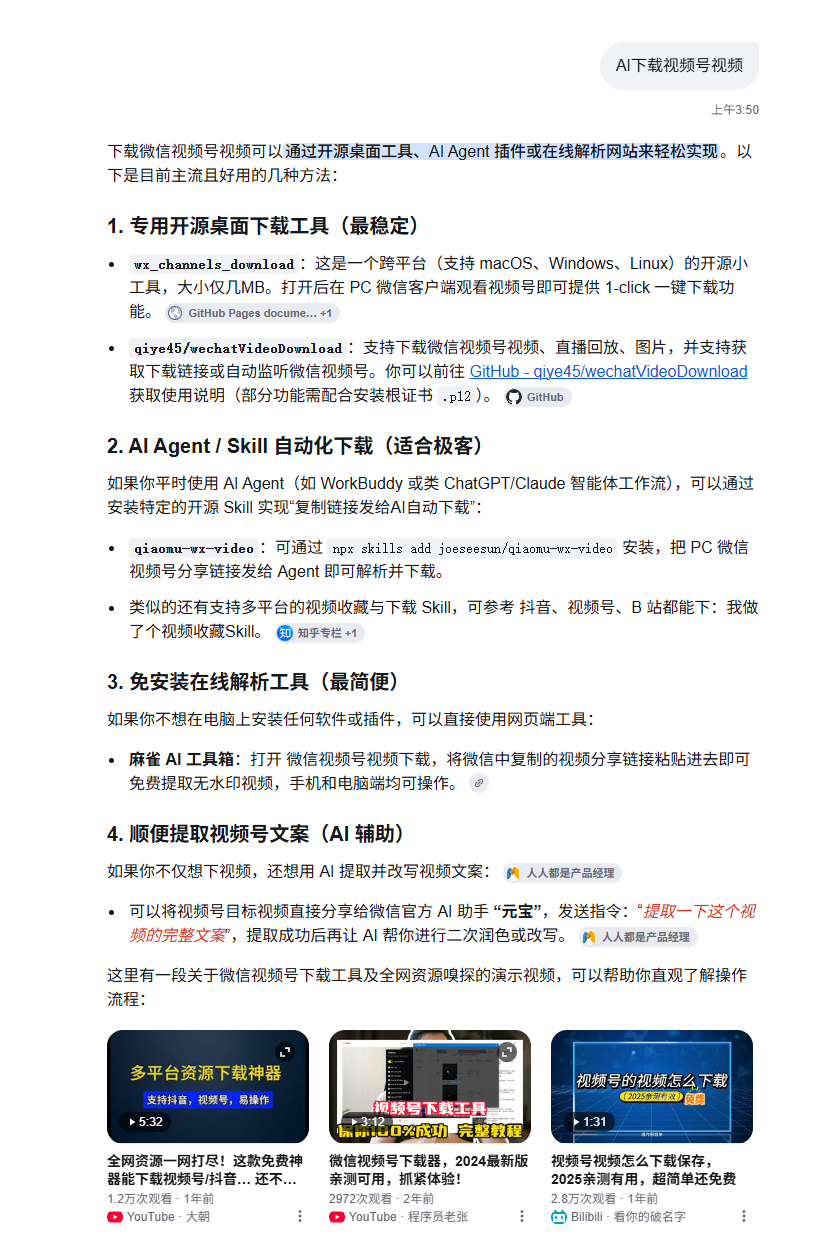 AI下载视频号视频
上午3:50
下载微信视频号视频可以通过开源桌面工具、AI Agent 插件或在线解析网站来轻松实现。以
下是目前主流且好用的几种方法：
1. 专用开源桌面下载工具（最稳定）
• wx_channels_download：这是一个跨平台（支持 macOS、Windows、Linux）的开源小
工具，大小仅几MB。打开后在 PC 微信客户端观看视频号即可提供 1-click 一键下载功
能。 GitHub Pages docume... +1
• qiye45/wechatVideoDownload：支持下载微信视频号视频、直播回放、图片，并支持获
取下载链接或自动监听微信视频号。你可以前往 GitHub - qiye45/wechatVideoDownload
获取使用说明（部分功能需配合安装根证书 .p12）。 GitHub
2. AI Agent / Skill 自动化下载（适合极客）
如果你平时使用 AI Agent（如 WorkBuddy 或类 ChatGPT/Claude 智能体工作流），可以通过
安装特定的开源 Skill 实现“复制链接发给AI自动下载”：
• qiaomu-wx-video：可通过 npx skills add joeseesun/qiaomu-wx-video 安装，把 PC 微信
视频号分享链接发给 Agent 即可解析并下载。
• 类似的还有支持多平台的视频收藏与下载 Skill，可参考 抖音、视频号、B 站都能下：我做
了个视频收藏Skill。 知 知乎专栏 +1
3. 免安装在线解析工具（最简便）
如果你不想在电脑上安装任何软件或插件，可以直接使用网页端工具：
• 麻雀 AI 工具箱：打开 微信视频号视频下载，将微信中复制的视频分享链接粘贴进去即可
免费提取无水印视频，手机和电脑端均可操作。
4. 顺便提取视频号文案（AI 辅助）
如果你不仅想下视频，还想用 AI 提取并改写视频文案： 人人都是产品经理
• 可以将视频号目标视频直接分享给微信官方 AI 助手 “元宝”，发送指令：“提取一下这个视
频的完整文案”，提取成功后再让 AI 帮你进行二次润色或改写。 人人都是产品经理
这里有一段关于微信视频号下载工具及全网资源嗅探的演示视频，可以帮助你直观了解操作
流程：
多平台资源下载神器
支持抖音，视频号，易操作
5:32
视频号下载工具
保你100%成功 完整教程
3:12
视频号的视频怎么下载
（2025亲测有效）免费
1:31
全网资源一网打尽！这款免费神
器能下载视频号/抖音... 还不...
1.2万次观看 · 1年前
YouTube · 大朝
微信视频号下载器，2024最新版
亲测可用，抓紧体验！
2972次观看 · 2年前
YouTube · 程序员老张
视频号视频怎么下载保存，
2025亲测有用，超简单还免费
2.8万次观看 · 1年前
Bilibili · 看你的破名字